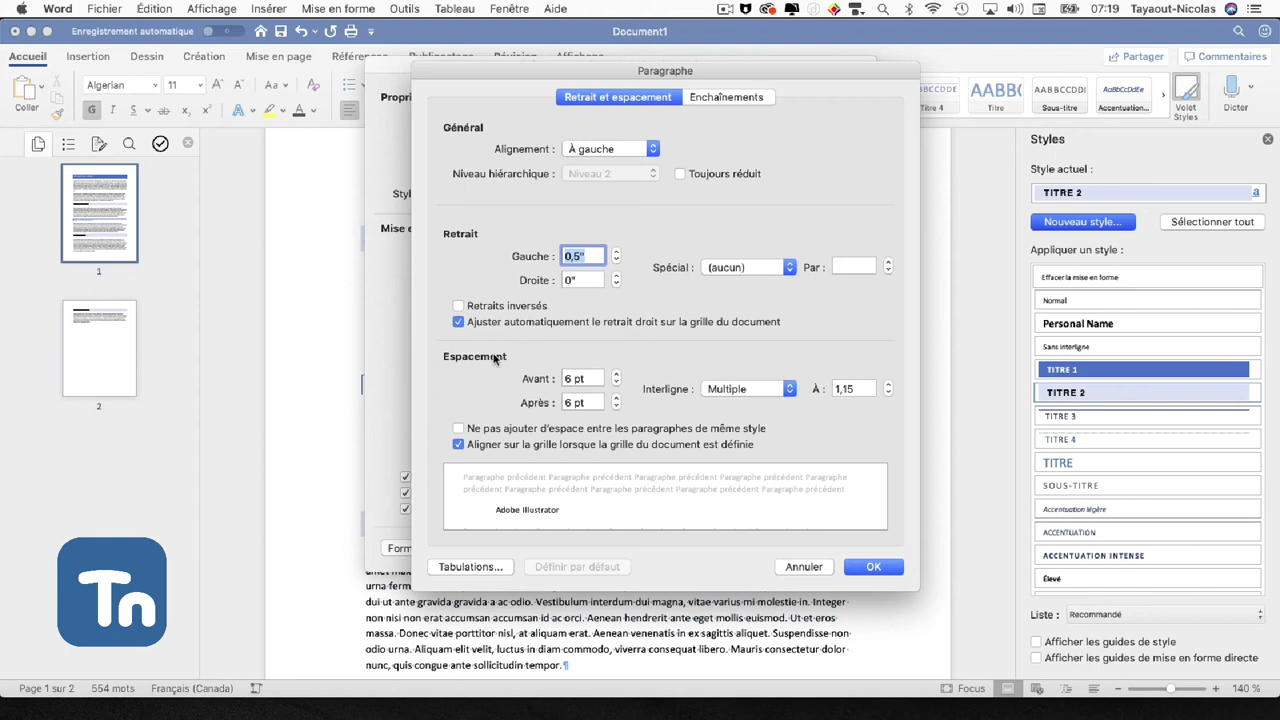 Word Fichier Édition Affichage Insérer Mise en forme Outils Tableau Fenêtre Aide 07:19 Tayaout-Nicolas
Enregistrement automatique Document1
Accueil Insertion Dessin Création Mise en page Partager Commentaires
Algerian 11 Aa
Coller
G I S
Titre 4 Titre Sous-titre Accentuation...
Volet
Styles
Dicter
Paragraphe
Retrait et espacement Enchaînements
Général
Alignement : À gauche
Niveau hiérarchique : Niveau 2 Toujours réduit
Retrait
Gauche : 0,5"
Spécial : (aucun) Par :
Droite : 0"
Retraits inversés
Ajuster automatiquement le retrait droit sur la grille du document
Espacement
Avant : 6 pt
Interligne : Multiple À : 1,15
Après : 6 pt
Ne pas ajouter d'espace entre les paragraphes de même style
Aligner sur la grille lorsque la grille du document est définie
Paragraphe précédent Paragraphe précédent Paragraphe précédent Paragraphe précédent Paragraphe
précédent Paragraphe précédent Paragraphe précédent Paragraphe précédent Paragraphe précédent
Adobe Illustrator
Tabulations... Définir par défaut Annuler OK
Styles
Style actuel :
TITRE 2 a
Nouveau style... Sélectionner tout
Appliquer un style :
Effacer la mise en forme
Normal
Personal Name
Sans interligne
TITRE 1
TITRE 2
TITRE 3
TITRE 4
TITRE
SOUS-TITRE
Accentuation légère
ACCENTUATION
ACCENTUATION INTENSE
Élevé
Liste : Recommandé
Afficher les guides de style
Afficher les guides de mise en forme directe
1
2
Tn
urna ferm
dui·ut·ante·gravida·gravida·a·ac·odio.·Vestibulum·interdum·dui·magna,·vitae·varius·mi·molestie·in.·Integer·
non·nisl·non·erat·accumsan·accumsan·id·ac·orci.·Aenean·hendrerit·ante·eget·mollis·euismod.·Ut·et·eros·
massa.·Donec·vitae·porttitor·nisl,·at·aliquam·erat.·Aenean·venenatis·in·ex·sagittis·aliquet.·Suspendisse·non·
odio·urna.·Aliquam·elit·velit,·luctus·in·diam·commodo,·viverra·consequat·libero.·Mauris·consectetur·dolor·
nunc,·quis·congue·ante·sollicitudin·tempor.¶
Page 1 sur 2 554 mots Français (Canada) Focus 140 %